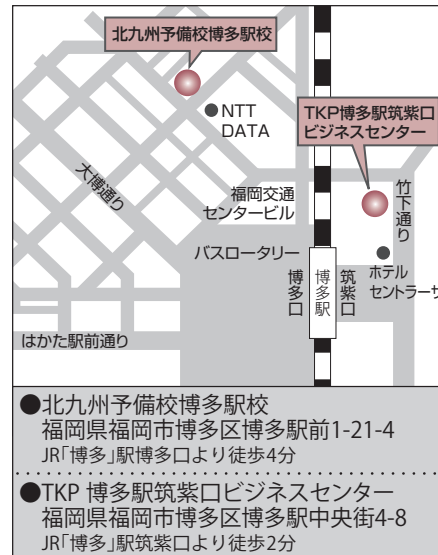 北九州予備校博多駅校
NTT
DATA
TKP博多駅筑紫口
ビジネスセンター
大博通り
福岡交通
センタービル
竹下通り
バスロータリー
博多口
博多駅
筑紫口
ホテル
セントラーザ
はかた駅前通り
●北九州予備校博多駅校
福岡県福岡市博多区博多駅前1-21-4
JR「博多」駅博多口より徒歩4分
●TKP 博多駅筑紫口ビジネスセンター
福岡県福岡市博多区博多駅中央街4-8
JR「博多」駅筑紫口より徒歩2分